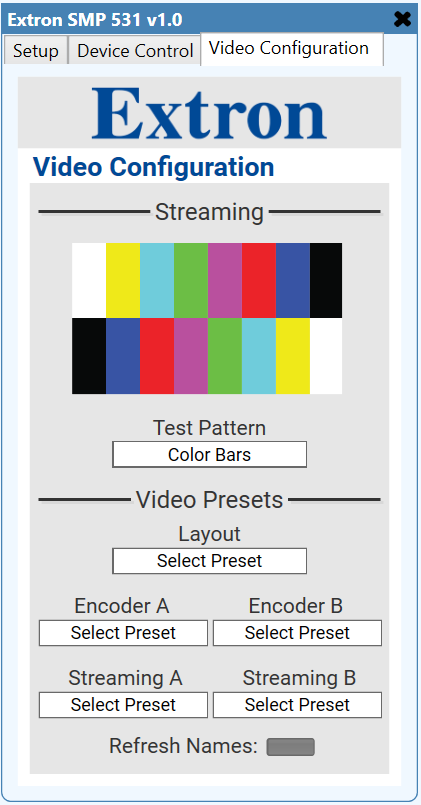 Extron SMP 531 v1.0
Setup Device Control Video Configuration
Extron
Video Configuration
Streaming
Test Pattern
Color Bars
Video Presets
Layout
Select Preset
Encoder A Encoder B
Select Preset Select Preset
Streaming A Streaming B
Select Preset Select Preset
Refresh Names: